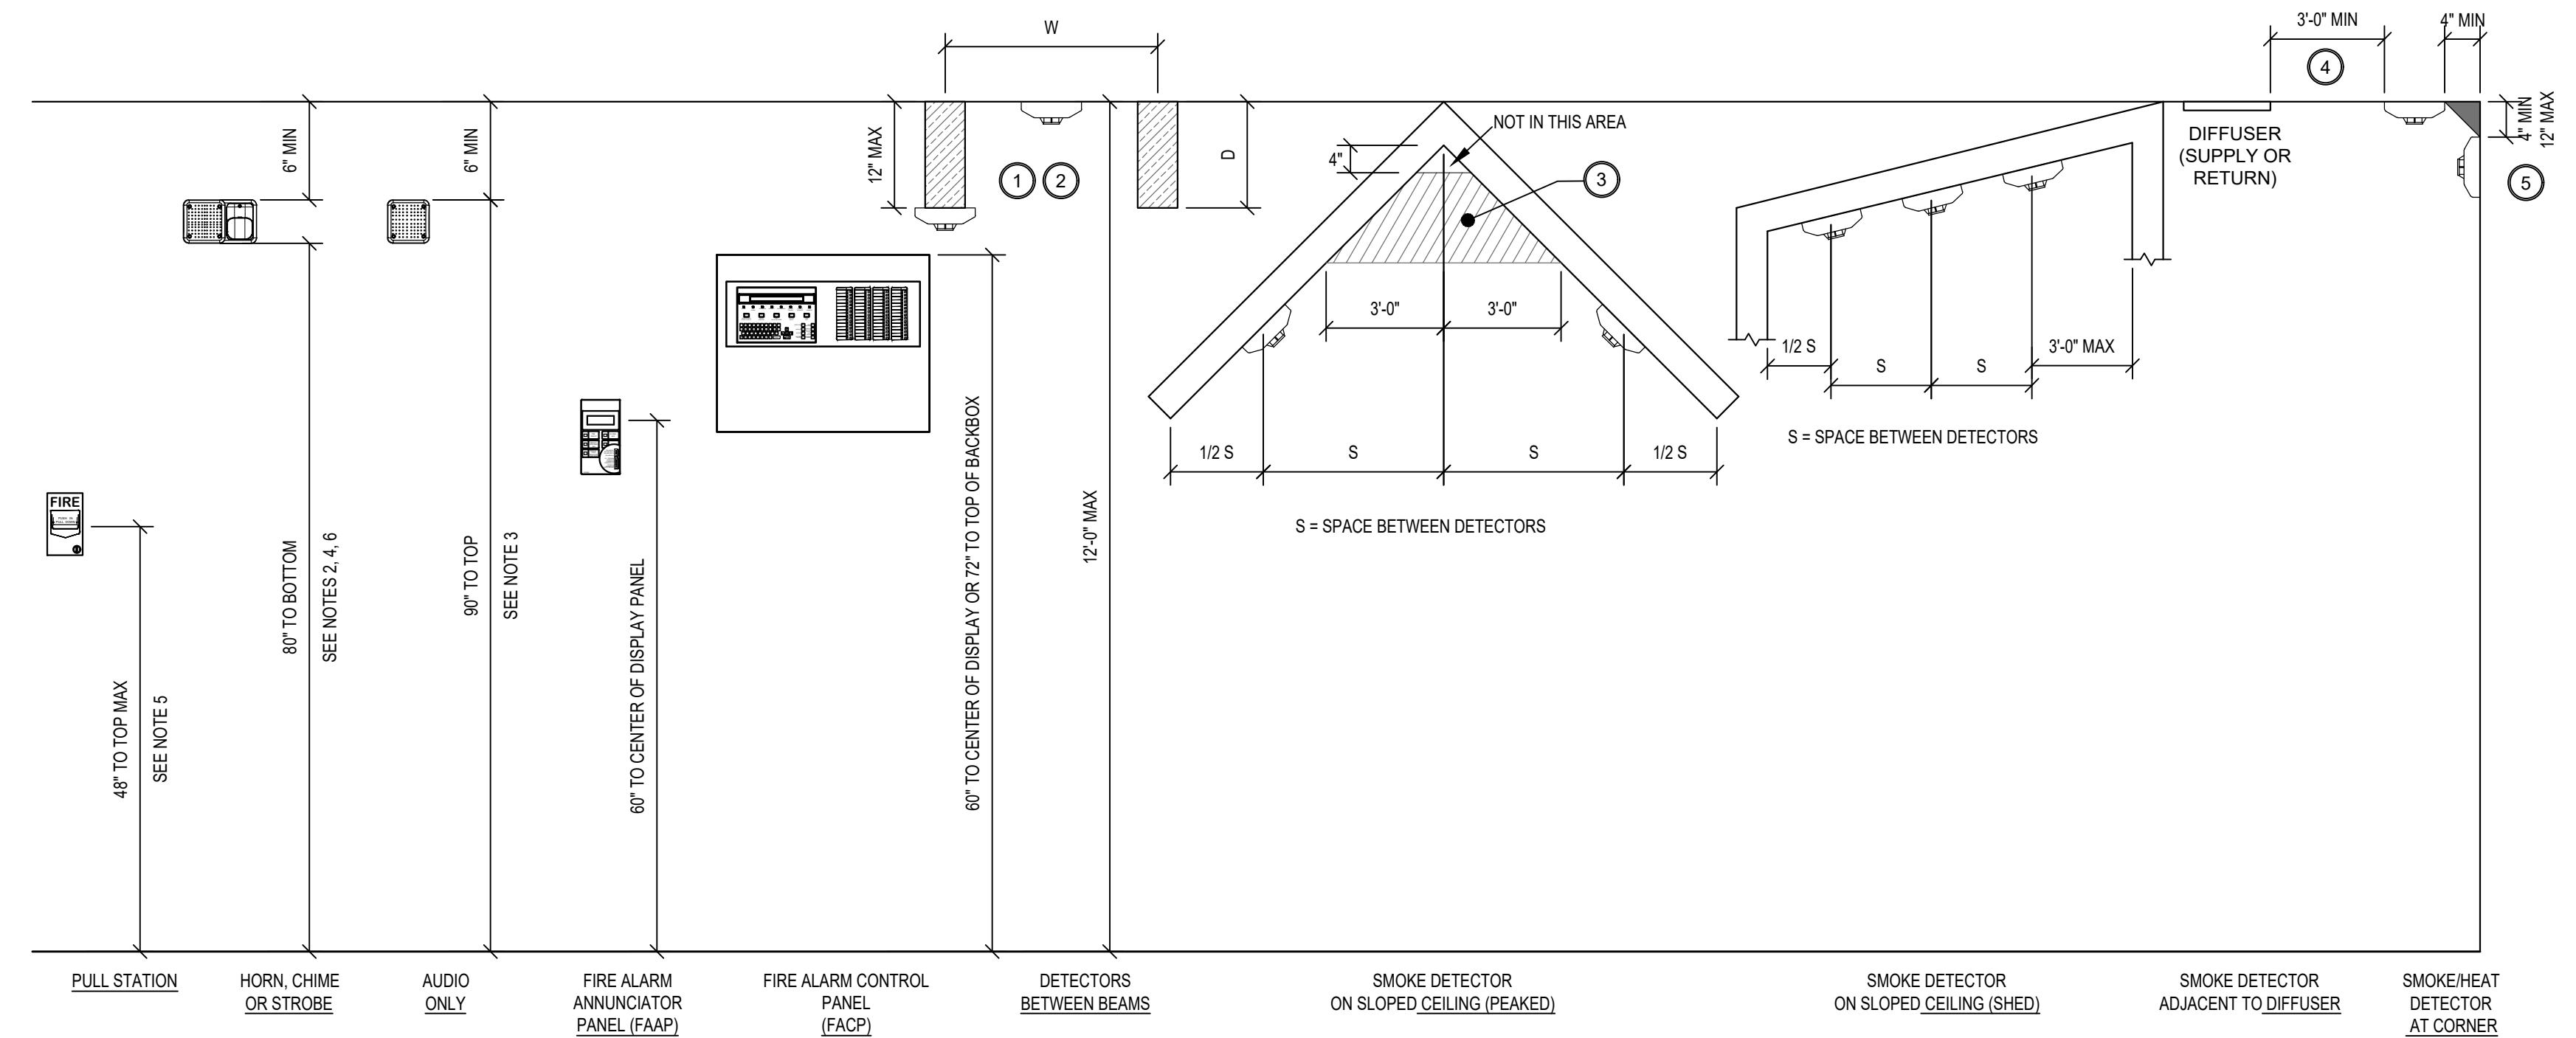 W
3'-0" MIN
4" MIN
4
6" MIN
6" MIN
12" MAX
1
2
D
NOT IN THIS AREA
4"
3
DIFFUSER
(SUPPLY OR
RETURN)
4" MIN
12" MAX
5
3'-0"
3'-0"
1/2 S
S
S
3'-0" MAX
1/2 S
S
S
1/2 S
S = SPACE BETWEEN DETECTORS
S = SPACE BETWEEN DETECTORS
FIRE
48" TO TOP MAX
SEE NOTE 5
80" TO BOTTOM
SEE NOTES 2, 4, 6
90" TO TOP
SEE NOTE 3
60" TO CENTER OF DISPLAY PANEL
60" TO CENTER OF DISPLAY OR 72" TO TOP OF BACKBOX
12'-0" MAX
PULL STATION
HORN, CHIME
OR STROBE
AUDIO
ONLY
FIRE ALARM
ANNUNCIATOR
PANEL (FAAP)
FIRE ALARM CONTROL
PANEL
(FACP)
DETECTORS
BETWEEN BEAMS
SMOKE DETECTOR
ON SLOPED CEILING (PEAKED)
SMOKE DETECTOR
ON SLOPED CEILING (SHED)
SMOKE DETECTOR
ADJACENT TO DIFFUSER
SMOKE/HEAT
DETECTOR
AT CORNER